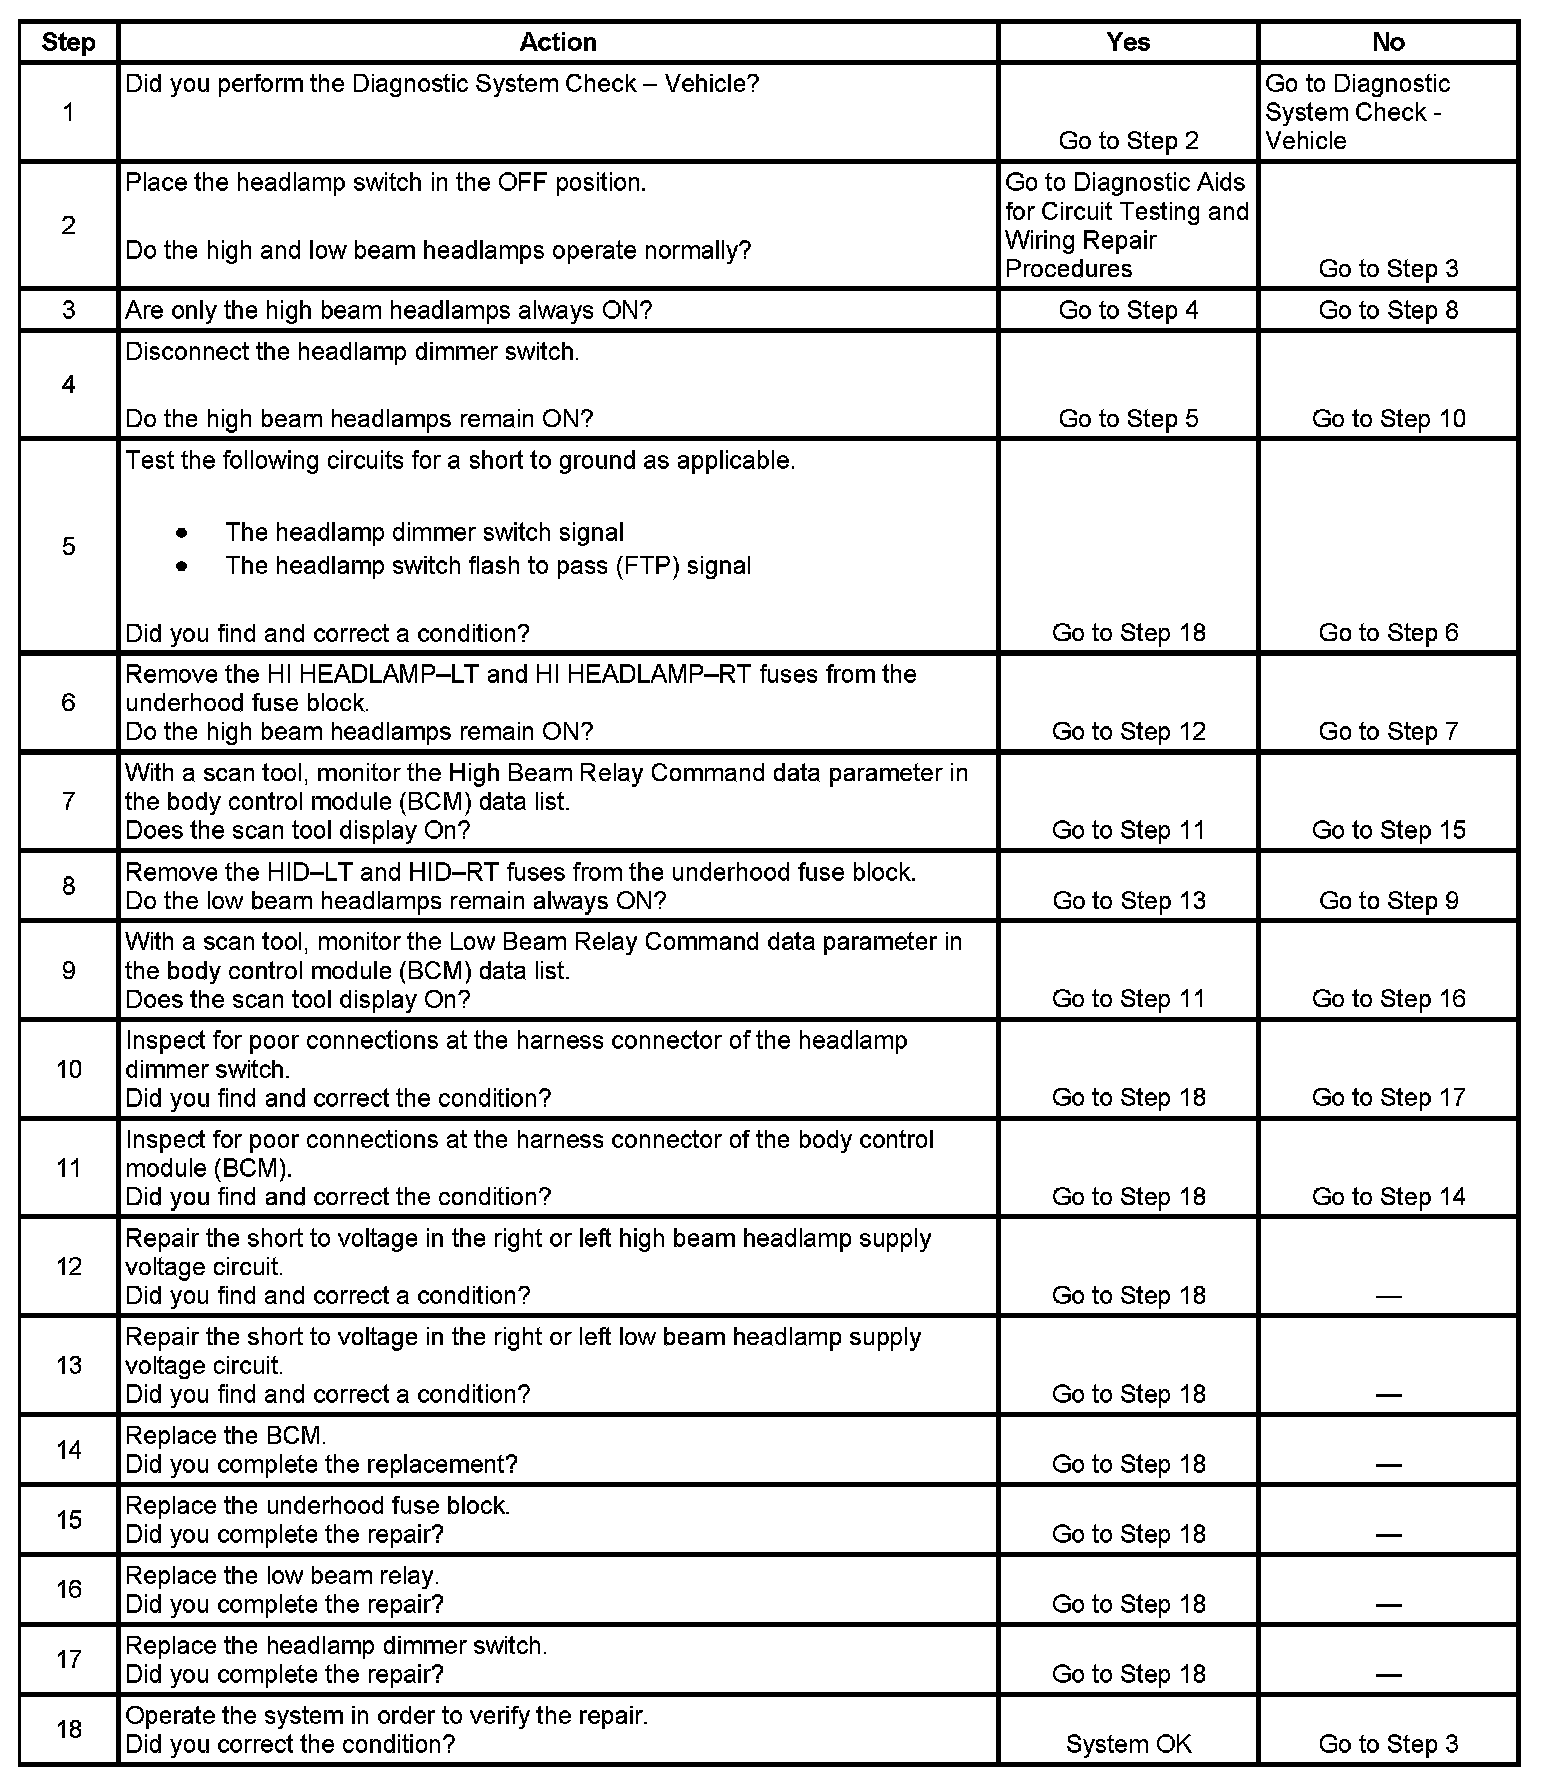 Step Action Yes No
1
Did you perform the Diagnostic System Check – Vehicle?
Go to Step 2
Go to Diagnostic
System Check -
Vehicle
2
Place the headlamp switch in the OFF position.
Do the high and low beam headlamps operate normally?
Go to Diagnostic Aids
for Circuit Testing and
Wiring Repair
Procedures
Go to Step 3
3
Are only the high beam headlamps always ON?
Go to Step 4
Go to Step 8
4
Disconnect the headlamp dimmer switch.
Do the high beam headlamps remain ON?
Go to Step 5
Go to Step 10
5
Test the following circuits for a short to ground as applicable.
• The headlamp dimmer switch signal
• The headlamp switch flash to pass (FTP) signal
Did you find and correct a condition?
Go to Step 18
Go to Step 6
6
Remove the HI HEADLAMP–LT and HI HEADLAMP–RT fuses from the
underhood fuse block.
Do the high beam headlamps remain ON?
Go to Step 12
Go to Step 7
7
With a scan tool, monitor the High Beam Relay Command data parameter in
the body control module (BCM) data list.
Does the scan tool display On?
Go to Step 11
Go to Step 15
8
Remove the HID–LT and HID–RT fuses from the underhood fuse block.
Do the low beam headlamps remain always ON?
Go to Step 13
Go to Step 9
9
With a scan tool, monitor the Low Beam Relay Command data parameter in
the body control module (BCM) data list.
Does the scan tool display On?
Go to Step 11
Go to Step 16
10
Inspect for poor connections at the harness connector of the headlamp
dimmer switch.
Did you find and correct the condition?
Go to Step 18
Go to Step 17
11
Inspect for poor connections at the harness connector of the body control
module (BCM).
Did you find and correct the condition?
Go to Step 18
Go to Step 14
12
Repair the short to voltage in the right or left high beam headlamp supply
voltage circuit.
Did you find and correct a condition?
Go to Step 18
—
13
Repair the short to voltage in the right or left low beam headlamp supply
voltage circuit.
Did you find and correct a condition?
Go to Step 18
—
14
Replace the BCM.
Did you complete the replacement?
Go to Step 18
—
15
Replace the underhood fuse block.
Did you complete the repair?
Go to Step 18
—
16
Replace the low beam relay.
Did you complete the repair?
Go to Step 18
—
17
Replace the headlamp dimmer switch.
Did you complete the repair?
Go to Step 18
—
18
Operate the system in order to verify the repair.
Did you correct the condition?
System OK
Go to Step 3